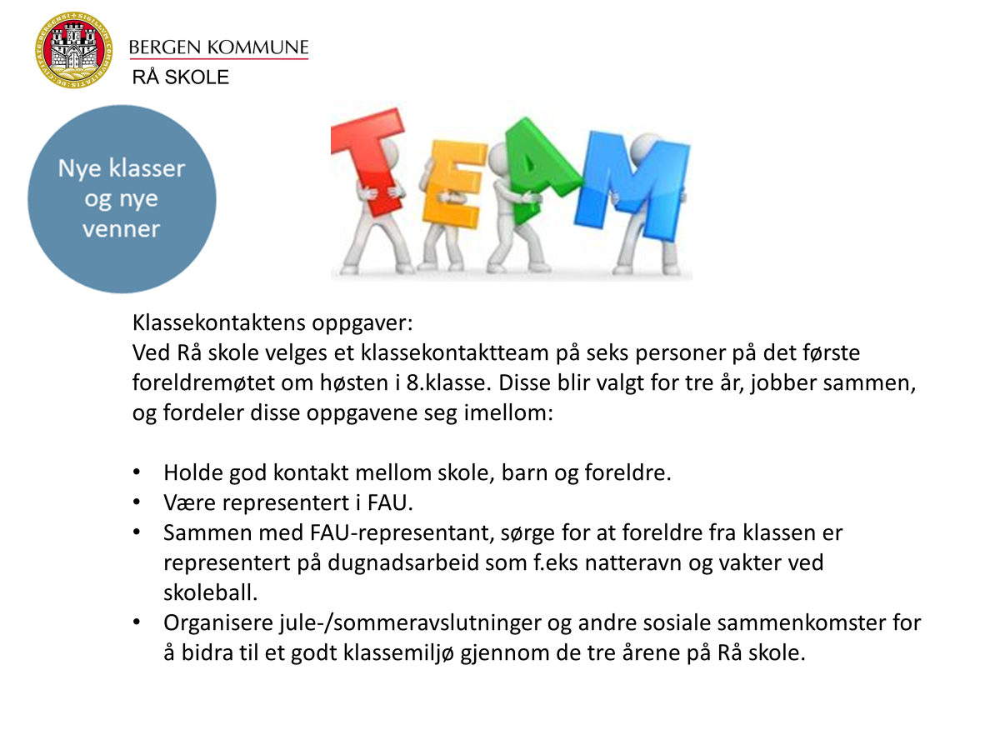 SIGILLVM
BERGEN KOMMUNE
RÅ SKOLE
TEAM
Nye klasser
og nye
venner
Klassekontaktens oppgaver:
Ved Rå skole velges et klassekontaktteam på seks personer på det første
foreldremøtet om høsten i 8.klasse. Disse blir valgt for tre år, jobber sammen,
og fordeler disse oppgavene seg imellom:
• Holde god kontakt mellom skole, barn og foreldre.
• Være representert i FAU.
• Sammen med FAU-representant, sørge for at foreldre fra klassen er
representert på dugnadsarbeid som f.eks natteravn og vakter ved
skoleball.
• Organisere jule-/sommeravslutninger og andre sosiale sammenkomster for
å bidra til et godt klassemiljø gjennom de tre årene på Rå skole.